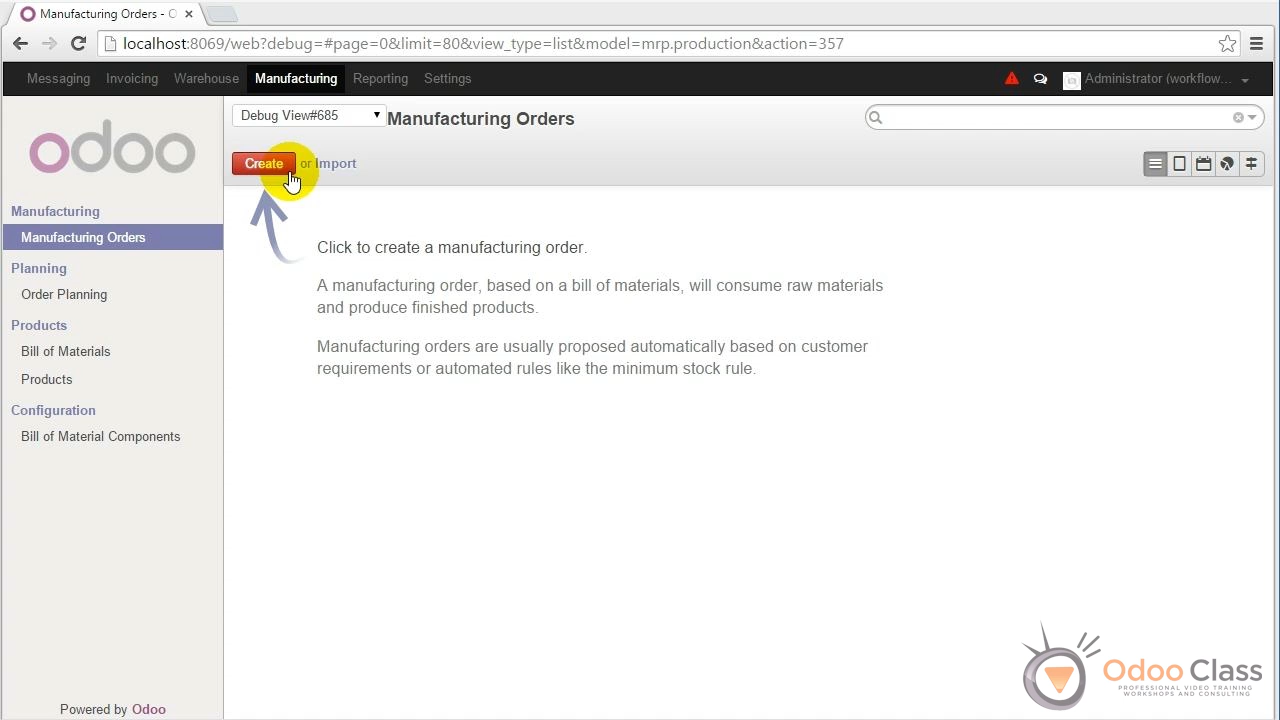 Manufacturing Orders - O
localhost:8069/web?debug=#page=0&limit=80&view_type=list&model=mrp.production&action=357
Messaging Invoicing Warehouse Manufacturing Reporting Settings
Administrator (workflow...
odoo
Debug View#685
Manufacturing Orders
Create or Import
Manufacturing
Manufacturing Orders
Planning
Order Planning
Products
Bill of Materials
Products
Configuration
Bill of Material Components
Click to create a manufacturing order.
A manufacturing order, based on a bill of materials, will consume raw materials
and produce finished products.
Manufacturing orders are usually proposed automatically based on customer
requirements or automated rules like the minimum stock rule.
Powered by Odoo
Odoo Class
PROFESSIONAL VIDEO TRAINING
WORKSHOPS AND CONSULTING